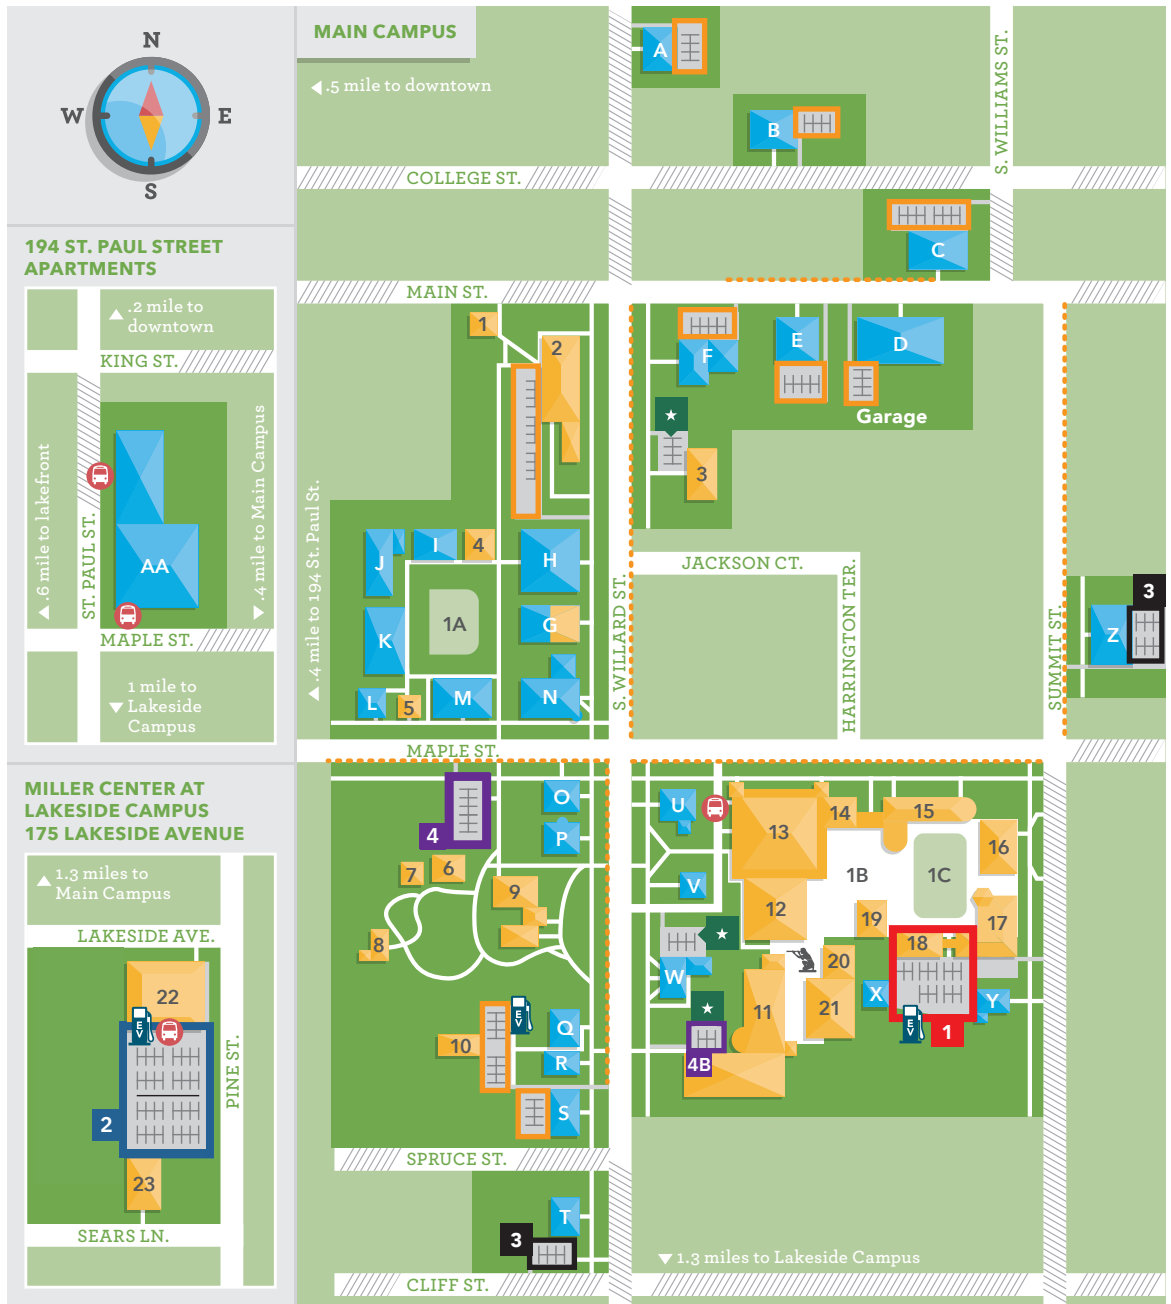 N
W
E
S
MAIN CAMPUS
.5 mile to downtown
A
B
S. WILLIAMS ST.
COLLEGE ST.
C
MAIN ST.
194 ST. PAUL STREET
APARTMENTS
.2 mile to
downtown
KING ST.
.6 mile to lakefront
ST. PAUL ST.
AA
.4 mile to Main Campus
MAPLE ST.
1 mile to
Lakeside
Campus
1
2
F
E
D
Garage
3
.4 mile to 194 St. Paul St.
J
I
4
H
K
1A
G
L
5
M
N
S. WILLARD ST.
JACKSON CT.
HARRINGTON TER.
SUMMIT ST.
3
Z
MAPLE ST.
MILLER CENTER AT
LAKESIDE CAMPUS
175 LAKESIDE AVENUE
1.3 miles to
Main Campus
LAKESIDE AVE.
22
EV
2
23
PINE ST.
SEARS LN.
4
O
P
7
6
9
8
10
EV
Q
R
S
U
V
W
13
14
15
16
1B
1C
12
19
17
18
20
11
21
X
Y
EV
1
4B
SPRUCE ST.
T
3
1.3 miles to Lakeside Campus
CLIFF ST.